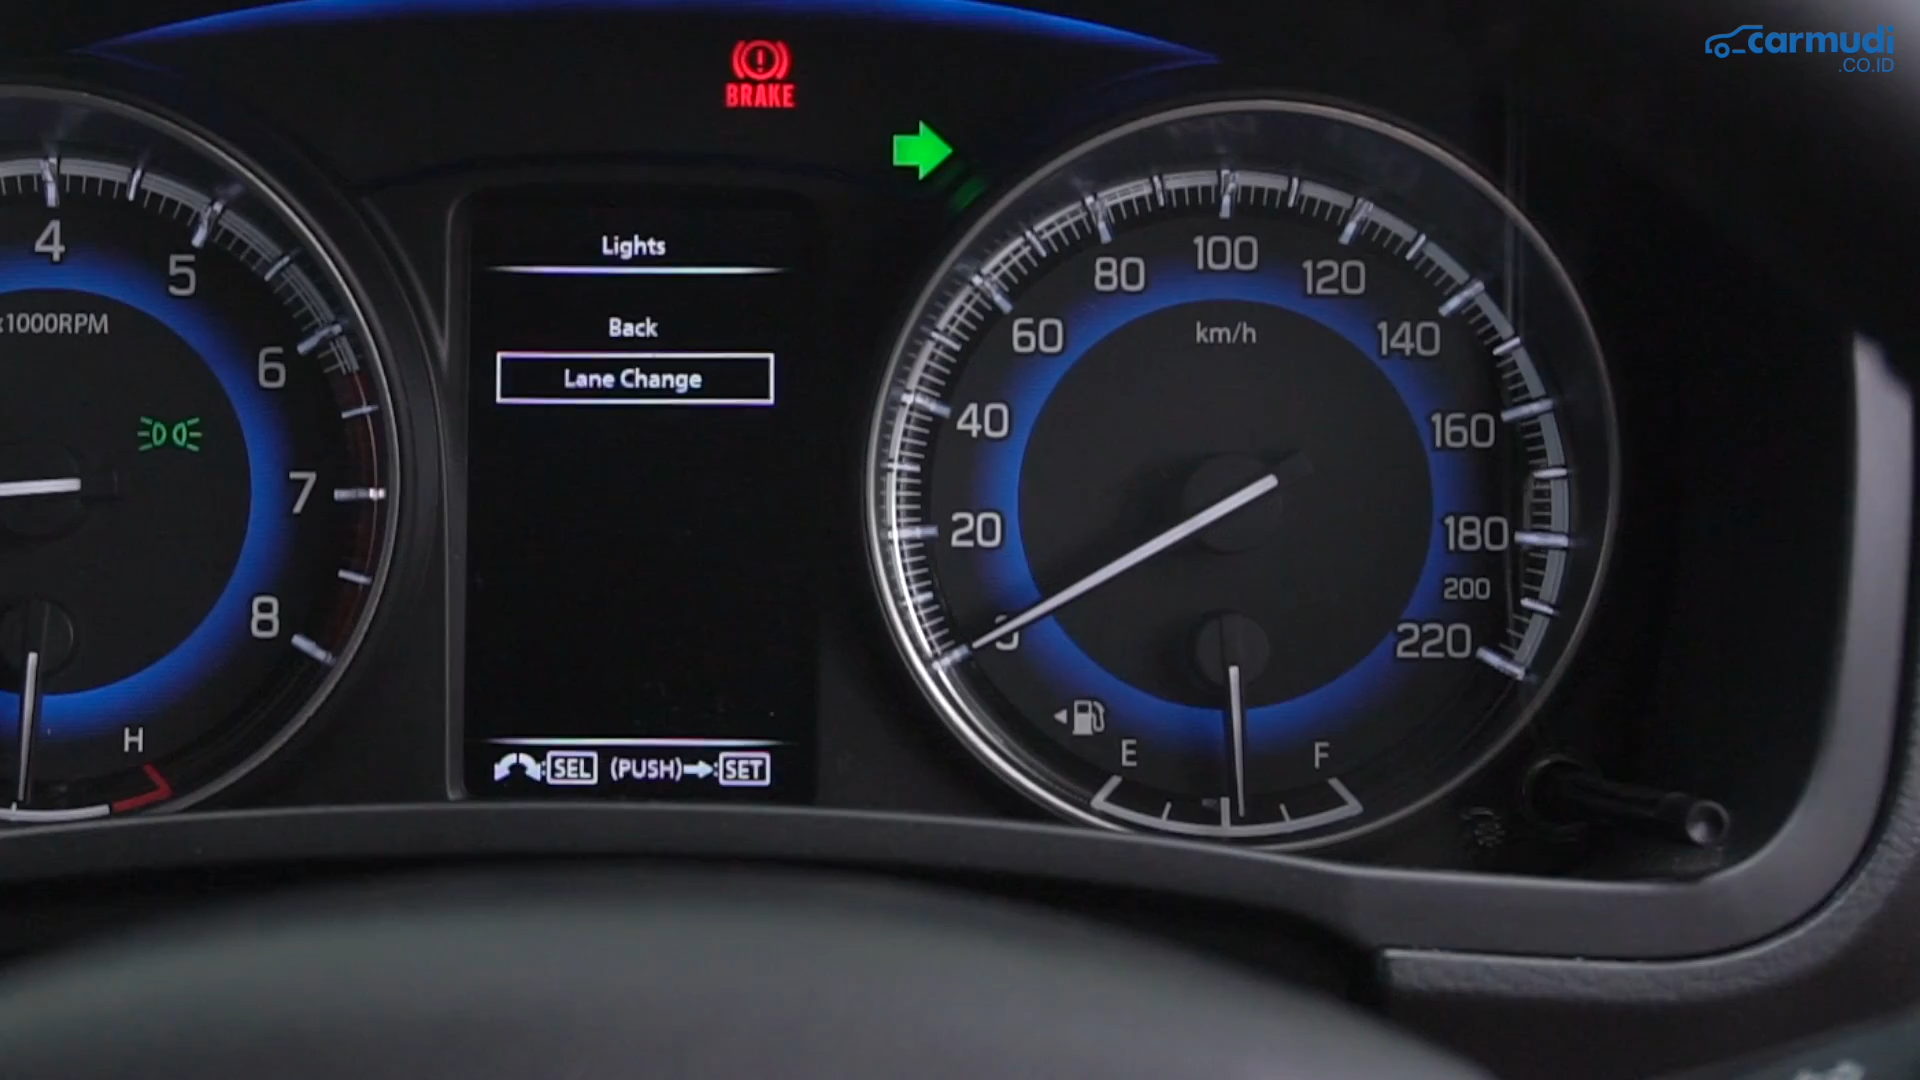 carmudi
.CO.ID
BRAKE
4
5
6
7
8
x1000RPM
H
Lights
Back
Lane Change
:SEL (PUSH) :SET
0
20
40
60
80
100
120
140
160
180
200
220
km/h
E
F